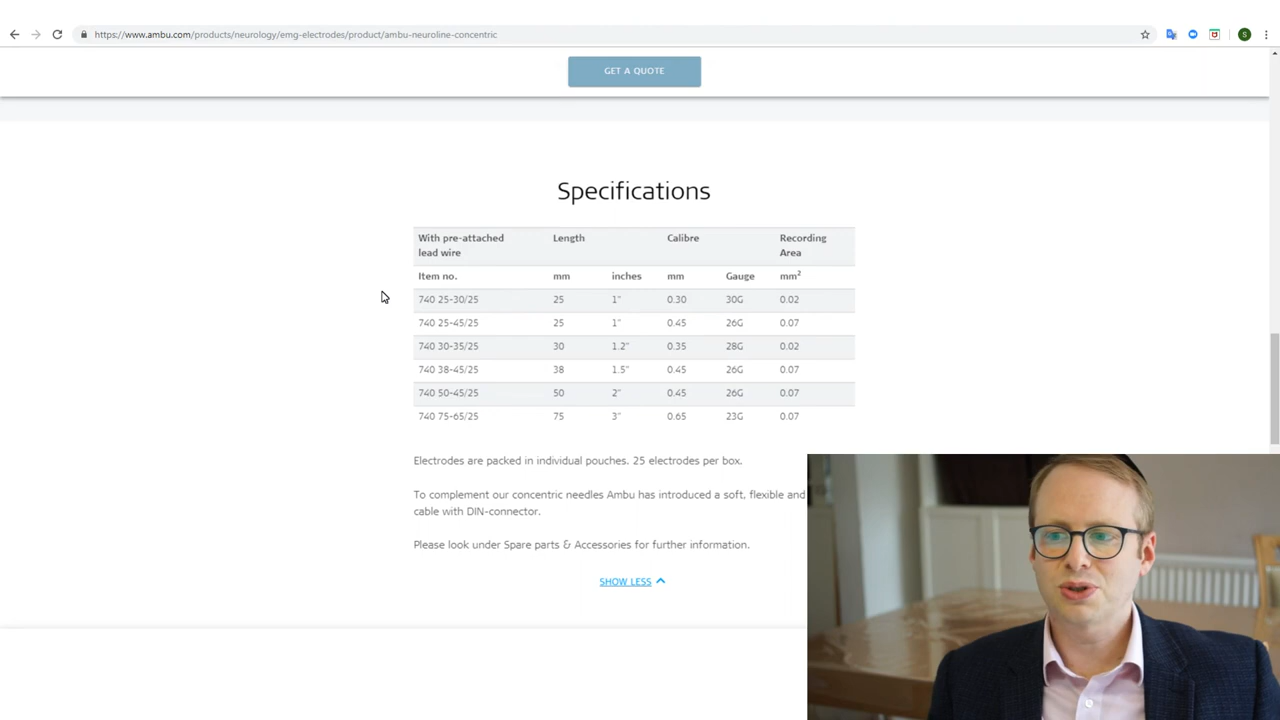 https://www.ambu.com/products/neurology/emg-electrodes/product/ambu-neuroline-concentric
S
GET A QUOTE
Specifications
With pre-attached lead wire Length Calibre Recording Area
Item no. mm inches mm Gauge mm²
740 25-30/25 25 1" 0.30 30G 0.02
740 25-45/25 25 1" 0.45 26G 0.07
740 30-35/25 30 1.2" 0.35 28G 0.02
740 38-45/25 38 1.5" 0.45 26G 0.07
740 50-45/25 50 2" 0.45 26G 0.07
740 75-65/25 75 3" 0.65 23G 0.07
Electrodes are packed in individual pouches. 25 electrodes per box.
To complement our concentric needles Ambu has introduced a soft, flexible and
cable with DIN-connector.
Please look under Spare parts & Accessories for further information.
SHOW LESS